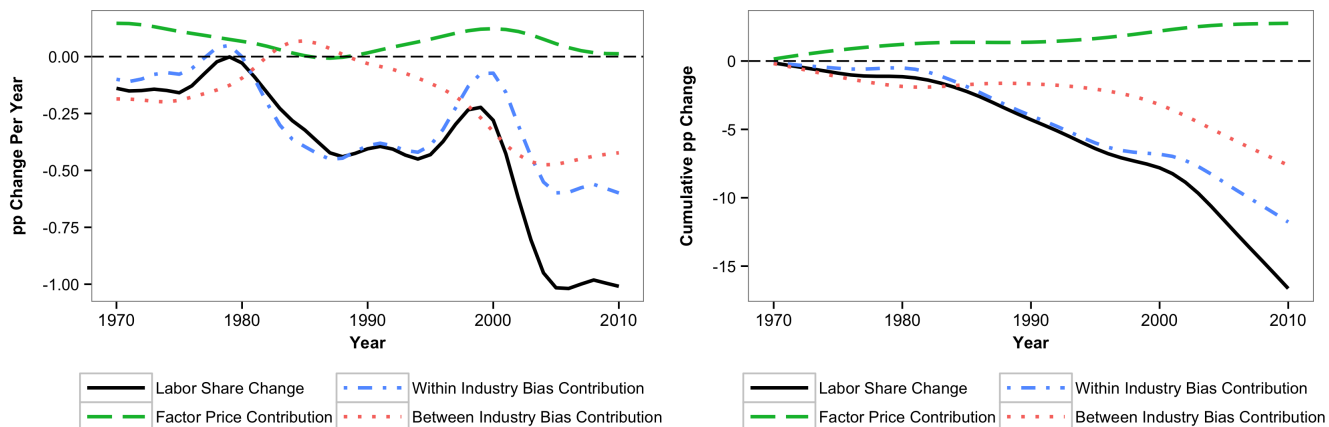 pp Change Per Year
0.00
-0.25
-0.50
-0.75
-1.00
1970
1980
1990
2000
2010
Year
Labor Share Change
Within Industry Bias Contribution
Factor Price Contribution
Between Industry Bias Contribution
Cumulative pp Change
0
-5
-10
-15
1970
1980
1990
2000
2010
Year
Labor Share Change
Within Industry Bias Contribution
Factor Price Contribution
Between Industry Bias Contribution